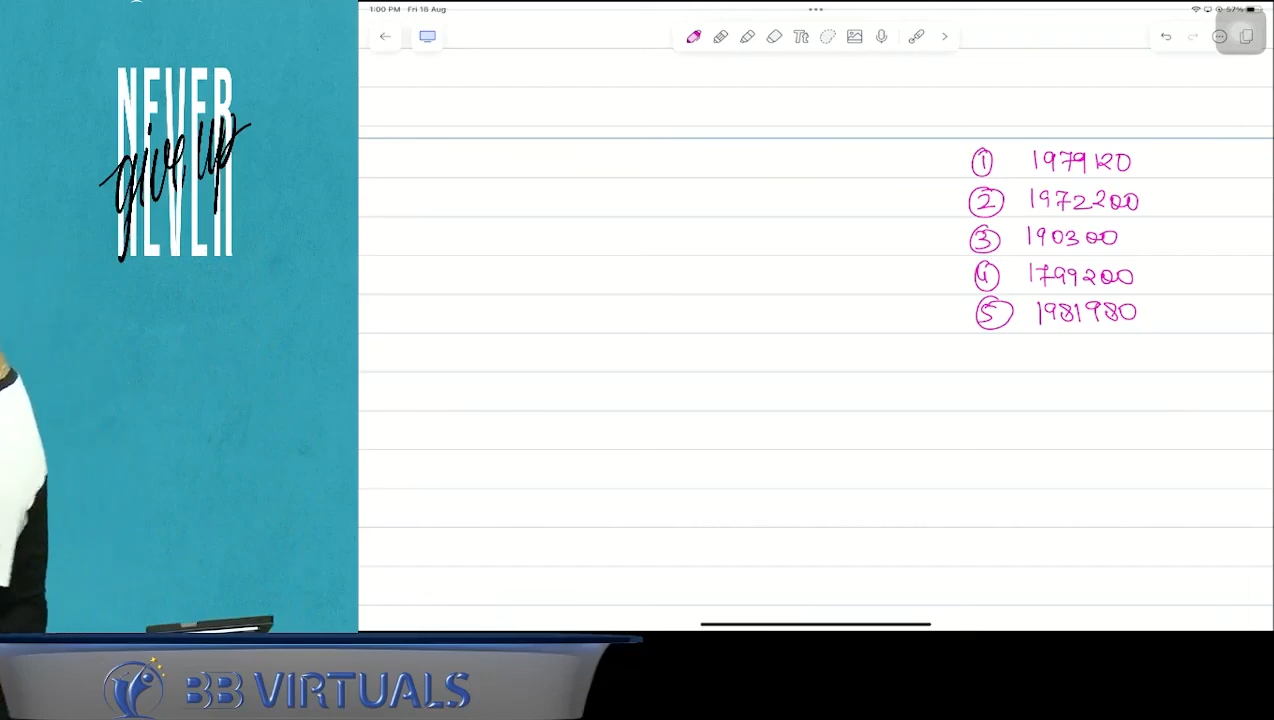 1:00 PM Fri 18 Aug
57%
NEVER
give up
NEVER
① 1979120
② 1972200
③ 190300
④ 1799200
⑤ 1981980
BB VIRTUALS